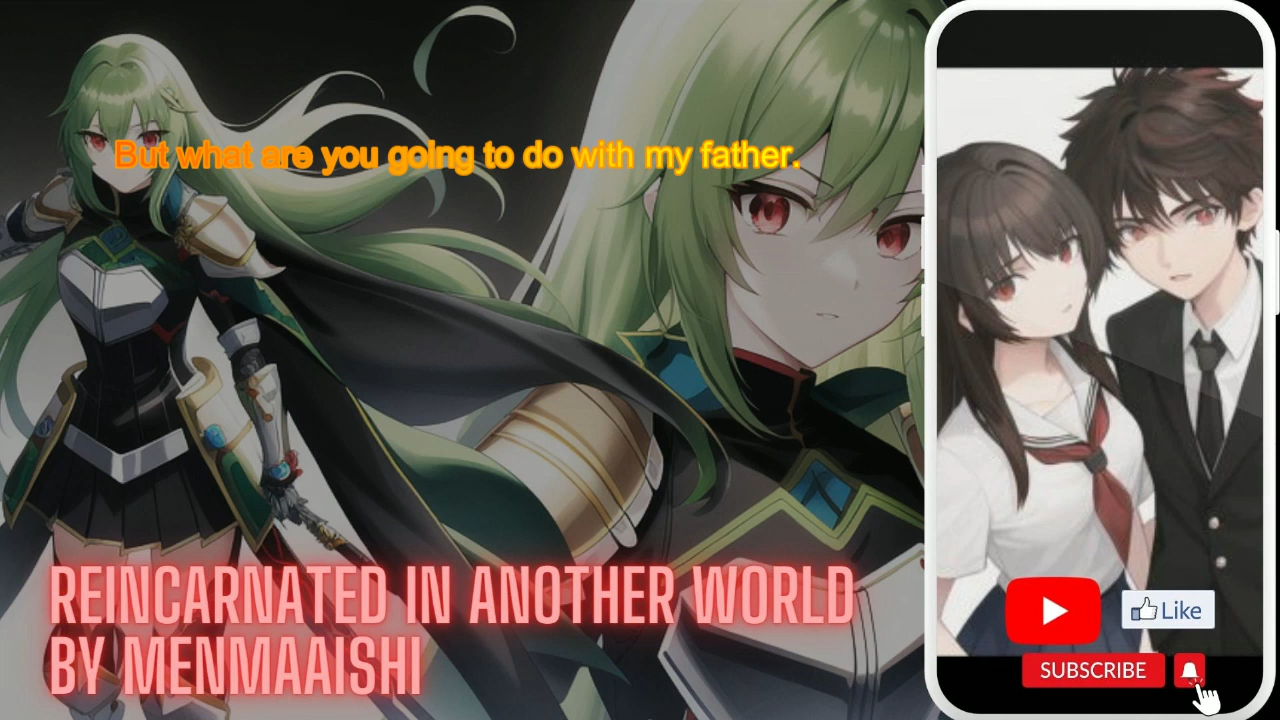 But what are you going to do with my father.
REINCARNATED IN ANOTHER WORLD
BY MENMAAISHI
Like
SUBSCRIBE